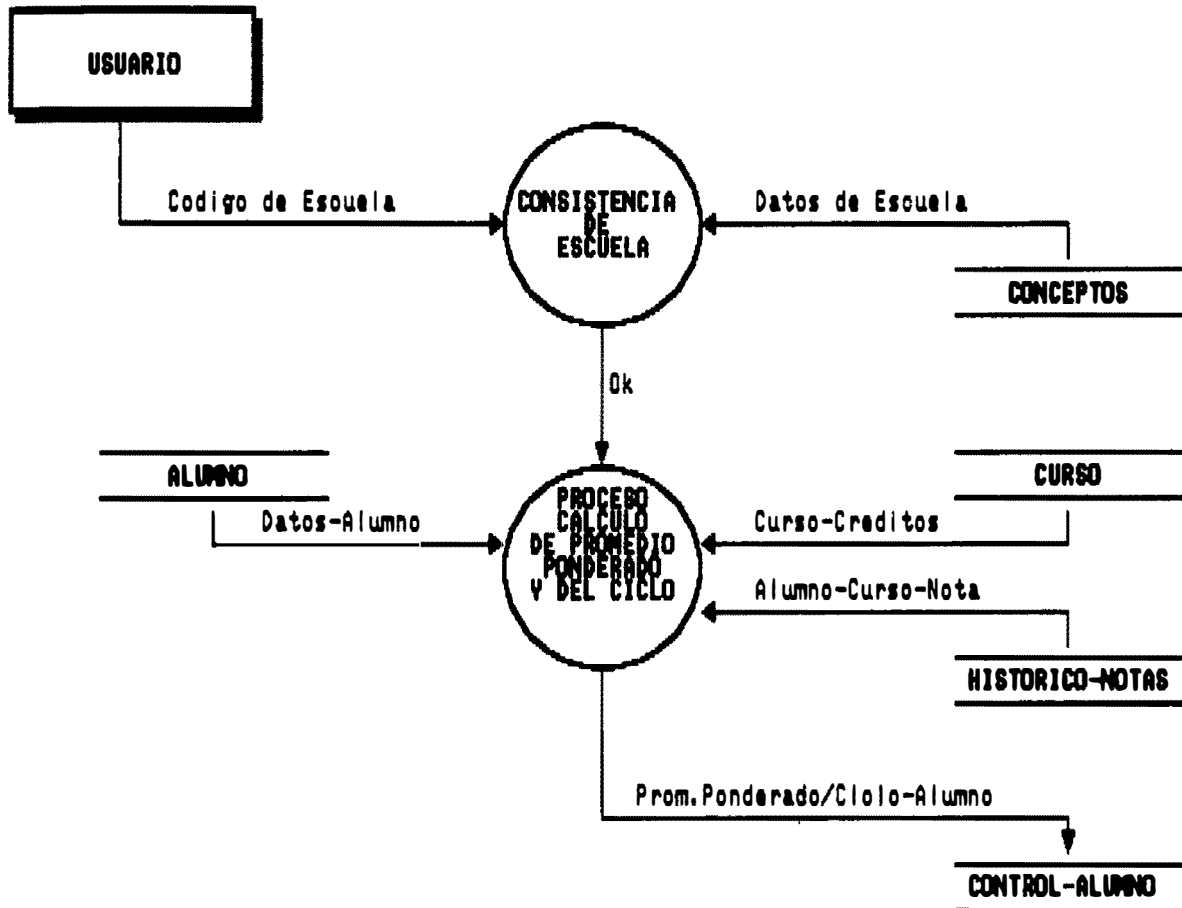 USUARIO
Codigo de Escuela
CONSISTENCIA
DE
ESCUELA
Datos de Escuela
CONCEPTOS
Ok
ALUMNO
Datos-Alumno
PROCESO
CALCULO
DE PROMEDIO
PONDERADO
Y DEL CICLO
CURSO
Curso-Creditos
Alumno-Curso-Nota
HISTORICO-NOTAS
Prom.Ponderado/Ciclo-Alumno
CONTROL-ALUMNO